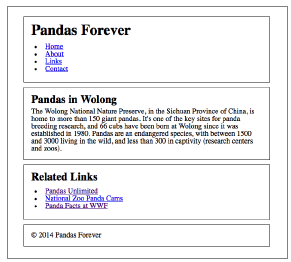 Pandas Forever
Home
About
Links
Contact
Pandas in Wolong
The Wolong National Nature Preserve, in the Sichuan Province of China, is
home to more than 150 giant pandas. It's one of the key sites for panda
breeding research, and 66 cubs have been born at Wolong since it was
established in 1980. Pandas are an endangered species, with between 1500
and 3000 living in the wild, and less than 300 in captivity (research centers
and zoos).
Related Links
Pandas Unlimited
National Zoo Panda Cams
Panda Facts at WWF
© 2014 Pandas Forever